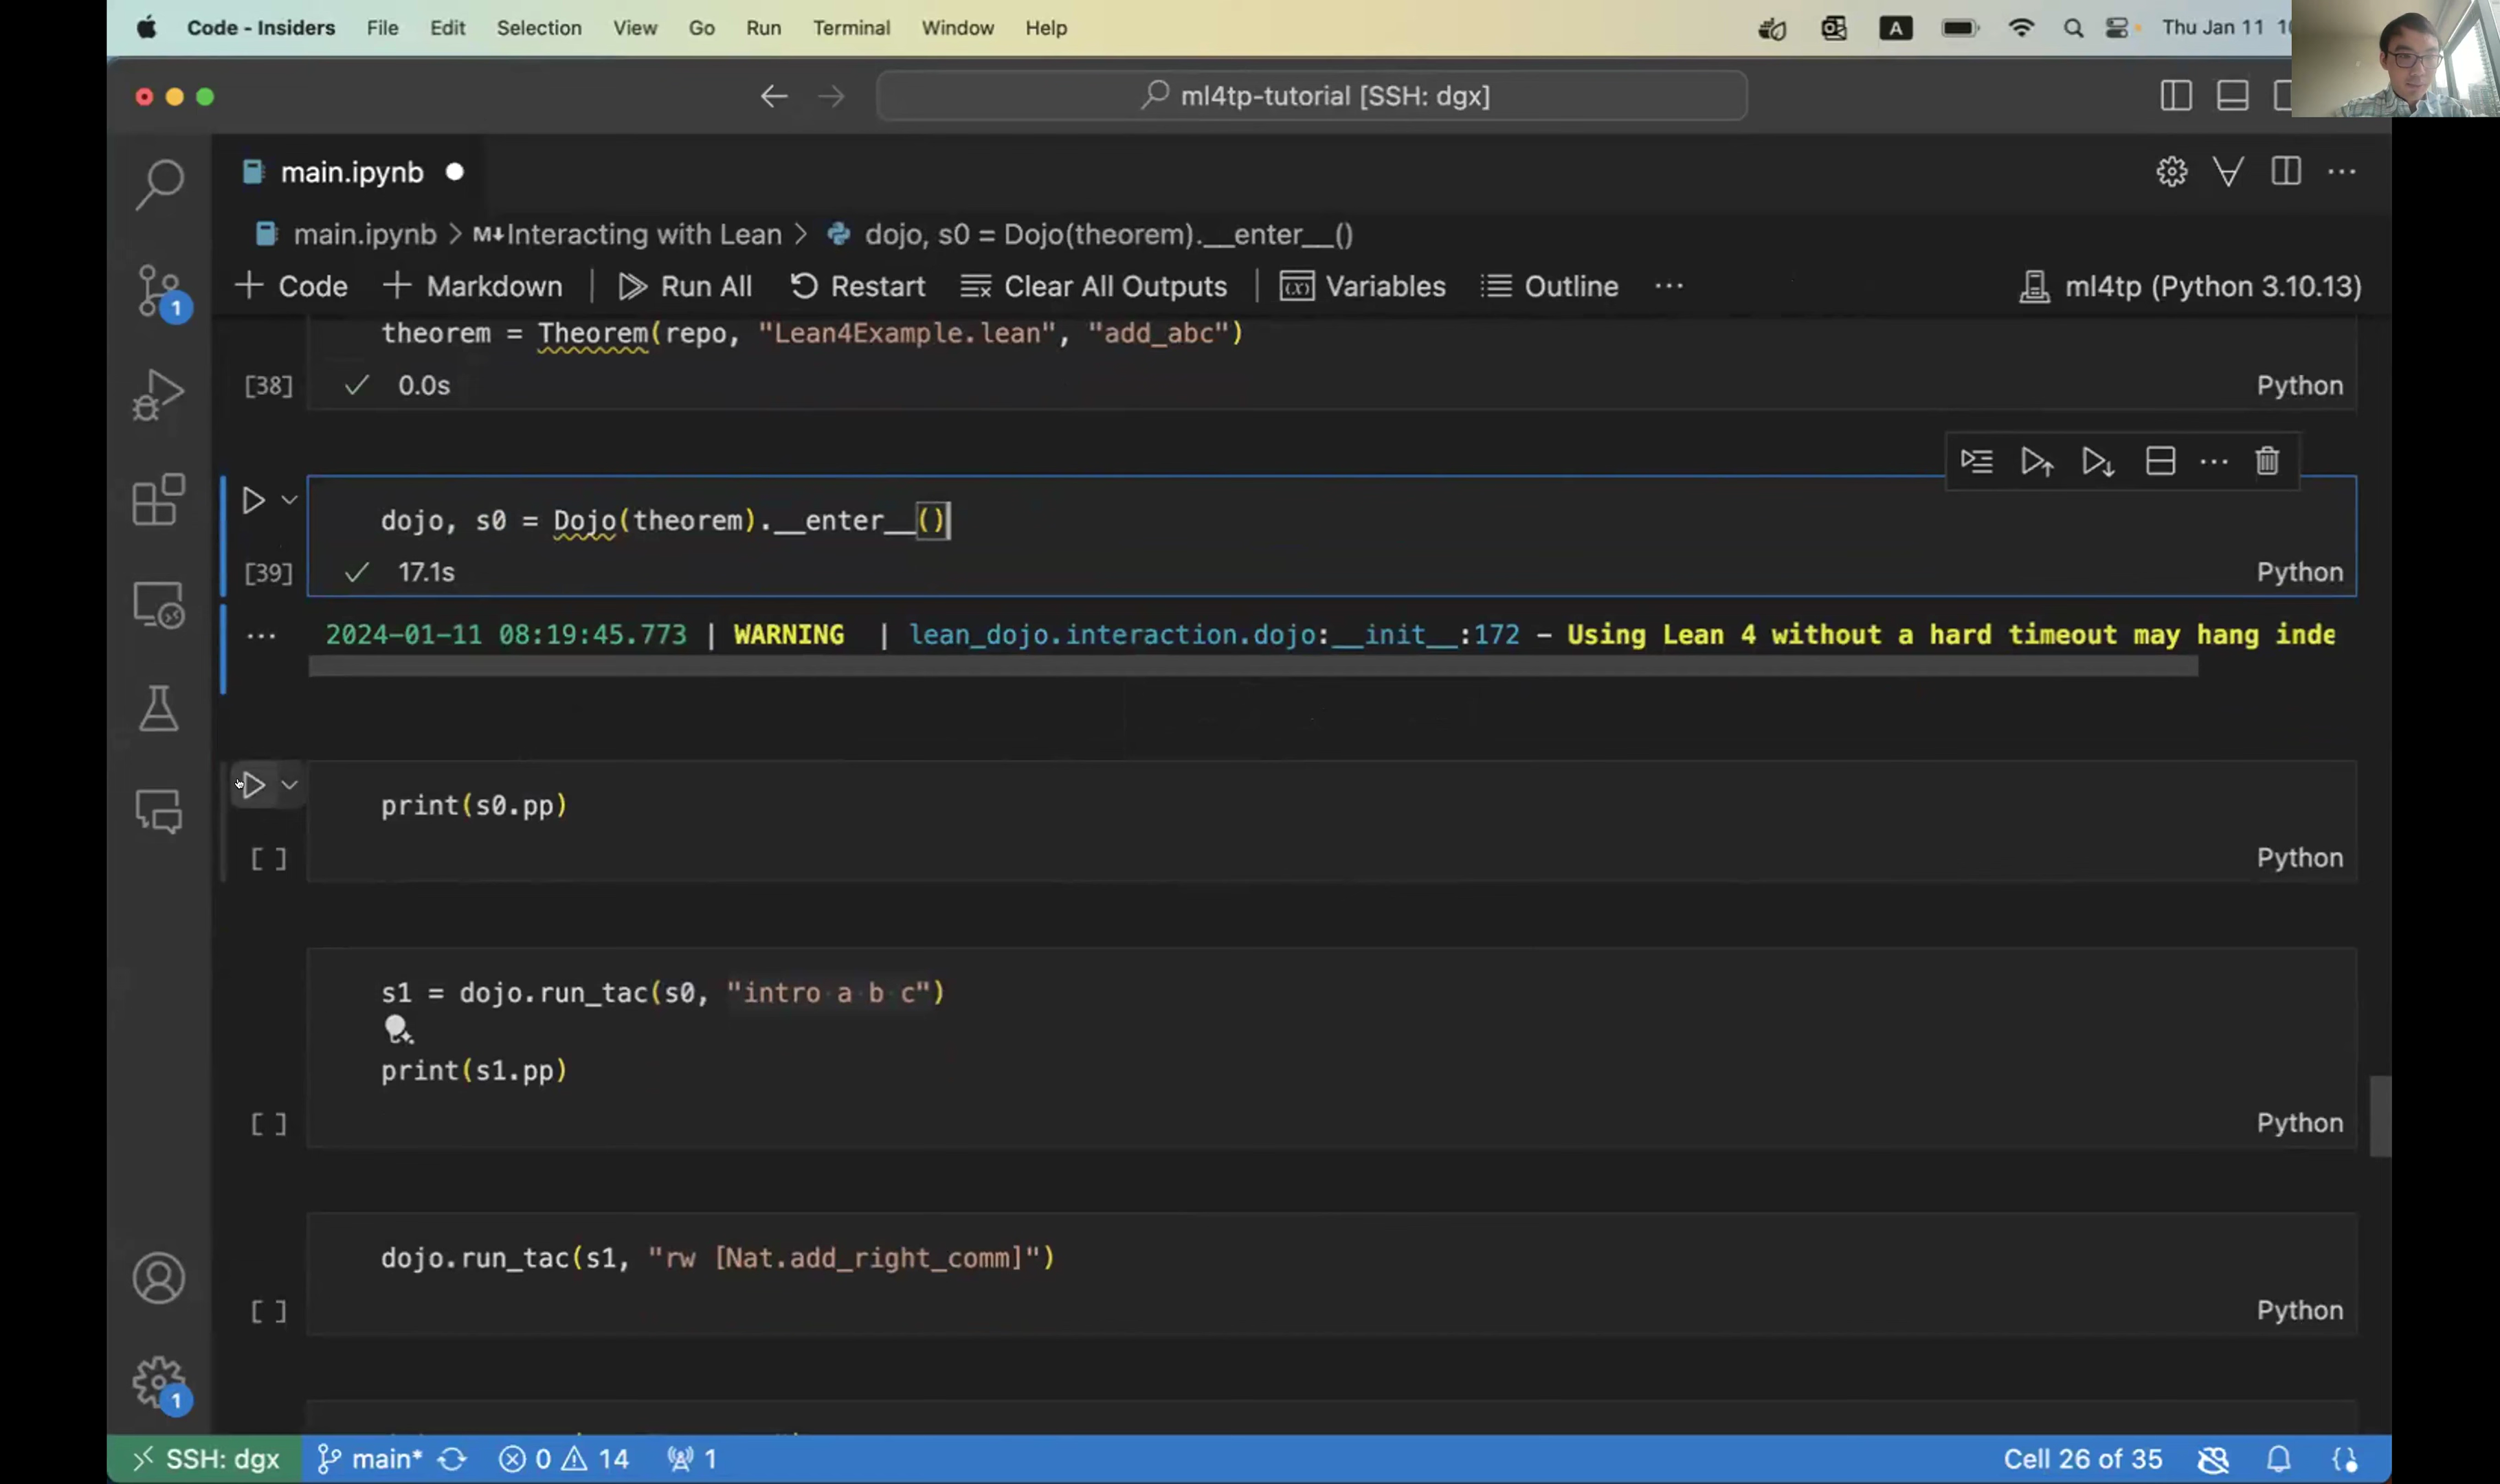 Code - Insiders File Edit Selection View Go Run Terminal Window Help A Thu Jan 11
ml4tp-tutorial [SSH: dgx]
main.ipynb
main.ipynb > M↓Interacting with Lean > dojo, s0 = Dojo(theorem).__enter__()
+ Code + Markdown | Run All Restart Clear All Outputs | Variables Outline ... ml4tp (Python 3.10.13)
theorem = Theorem(repo, "Lean4Example.lean", "add_abc")
[38] ✓ 0.0s Python
dojo, s0 = Dojo(theorem).__enter__()
[39] ✓ 17.1s Python
... 2024-01-11 08:19:45.773 | WARNING | lean_dojo.interaction.dojo:__init__:172 - Using Lean 4 without a hard timeout may hang inde
print(s0.pp)
[ ] Python
s1 = dojo.run_tac(s0, "intro a b c")
print(s1.pp)
[ ] Python
dojo.run_tac(s1, "rw [Nat.add_right_comm]")
[ ] Python
1
1
SSH: dgx main* 0 14 1 Cell 26 of 35